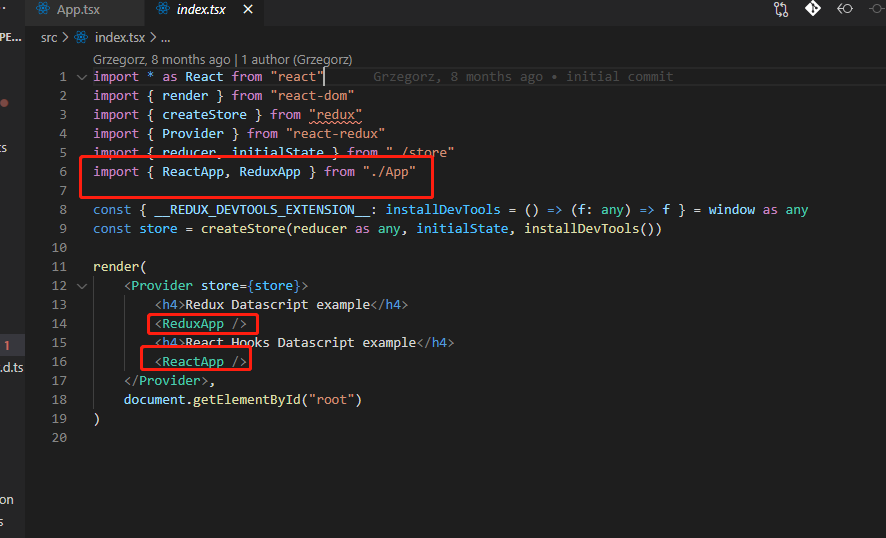 App.tsx index.tsx
PE...
src > index.tsx > ...
Grzegorz, 8 months ago | 1 author (Grzegorz)
1 import * as React from "react" Grzegorz, 8 months ago • initial commit
2 import { render } from "react-dom"
3 import { createStore } from "redux"
4 import { Provider } from "react-redux"
ts
5 import { reducer, initialState } from "./store"
6 import { ReactApp, ReduxApp } from "./App"
7
8 const { __REDUX_DEVTOOLS_EXTENSION__: installDevTools = () => (f: any) => f } = window as any
9 const store = createStore(reducer as any, initialState, installDevTools())
10
11 render(
12 <Provider store={store}>
13 <h4>Redux Datascript example</h4>
14 <ReduxApp />
1
15 <h4>React Hooks Datascript example</h4>
16 <ReactApp />
.d.ts
17 </Provider>,
18 document.getElementById("root")
19 )
20
on
s